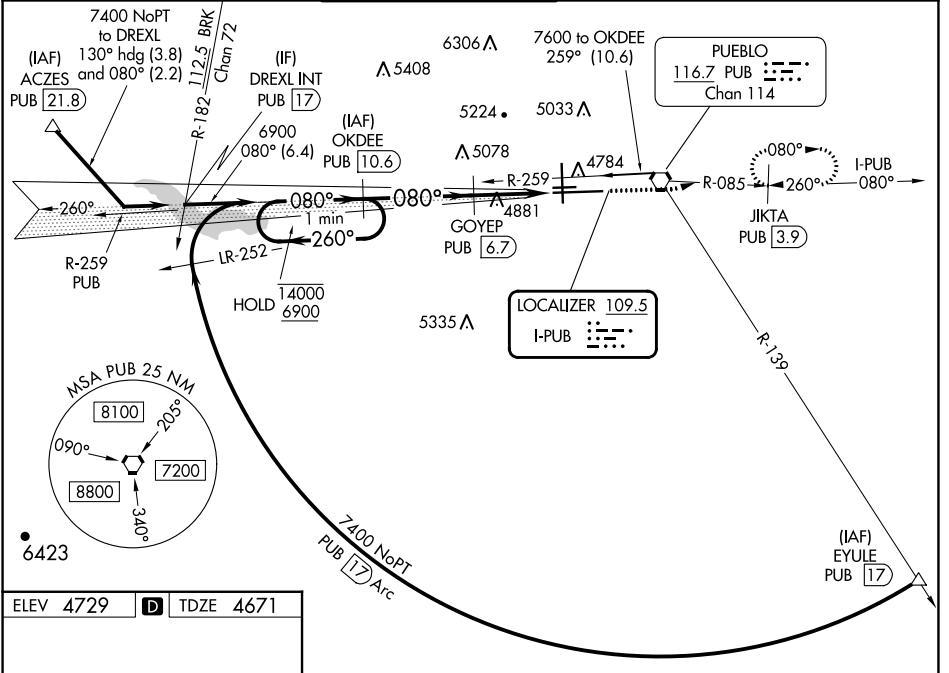 7400 NoPT
to DREXL
130° hdg (3.8)
and 080° (2.2)
(IAF)
ACZES
PUB 21.8
112.5 BRK
Chan 72
R-182
(IF)
DREXL INT
PUB 17
6900
080° (6.4)
(IAF)
OKDEE
PUB 10.6
5408
6306
5224
5033
5078
4784
4881
5335
7600 to OKDEE
259° (10.6)
PUEBLO
116.7 PUB
Chan 114
080°
260°
I-PUB
080°
R-085
JIKTA
PUB 3.9
R-259
260°
080°
080°
1 min
260°
R-259
PUB
LR-252
HOLD
14000
6900
GOYEP
PUB 6.7
LOCALIZER 109.5
I-PUB
R-139
MSA PUB 25 NM
8100
205°
090°
7200
8800
340°
6423
7400 NoPT
PUB 17 Arc
(IAF)
EYULE
PUB 17
ELEV 4729 D TDZE 4671